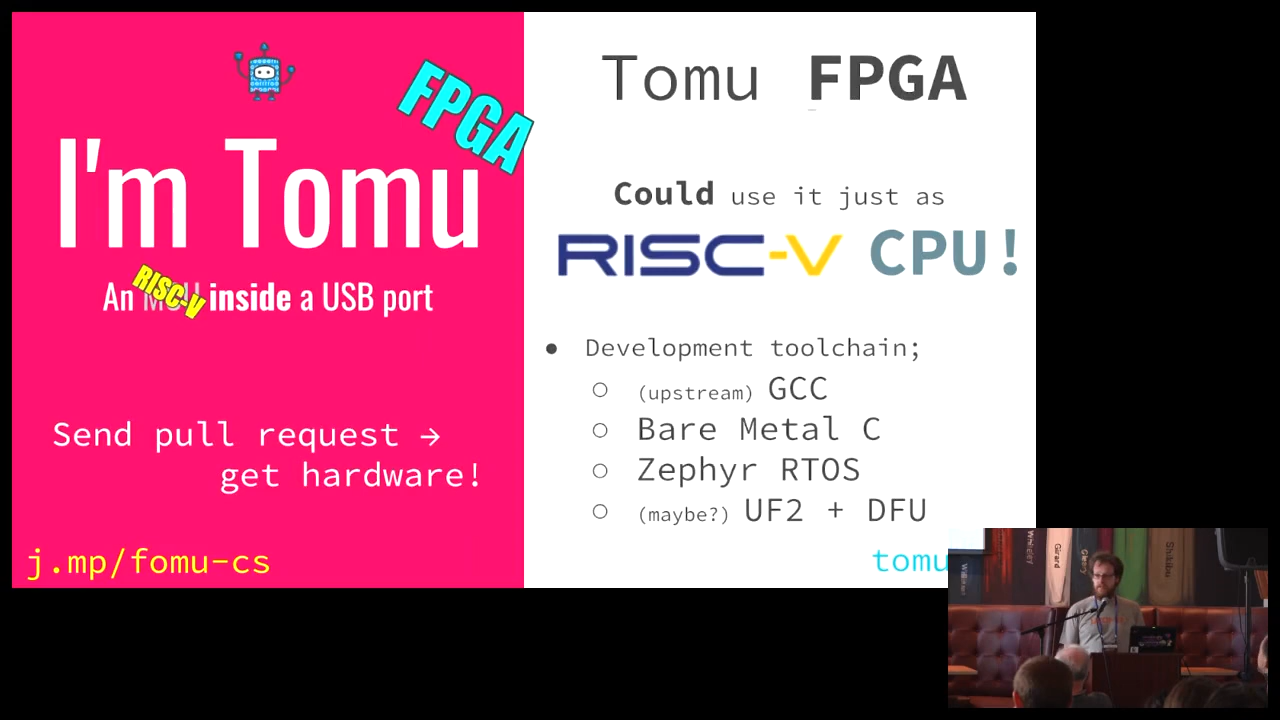 FPGA
I'm Tomu
RISC-V
An MCU inside a USB port
Send pull request →
get hardware!
j.mp/fomu-cs
Tomu FPGA
Could use it just as
RISC-V CPU!
● Development toolchain;
○ (upstream) GCC
○ Bare Metal C
○ Zephyr RTOS
○ (maybe?) UF2 + DFU
tomu
Girard